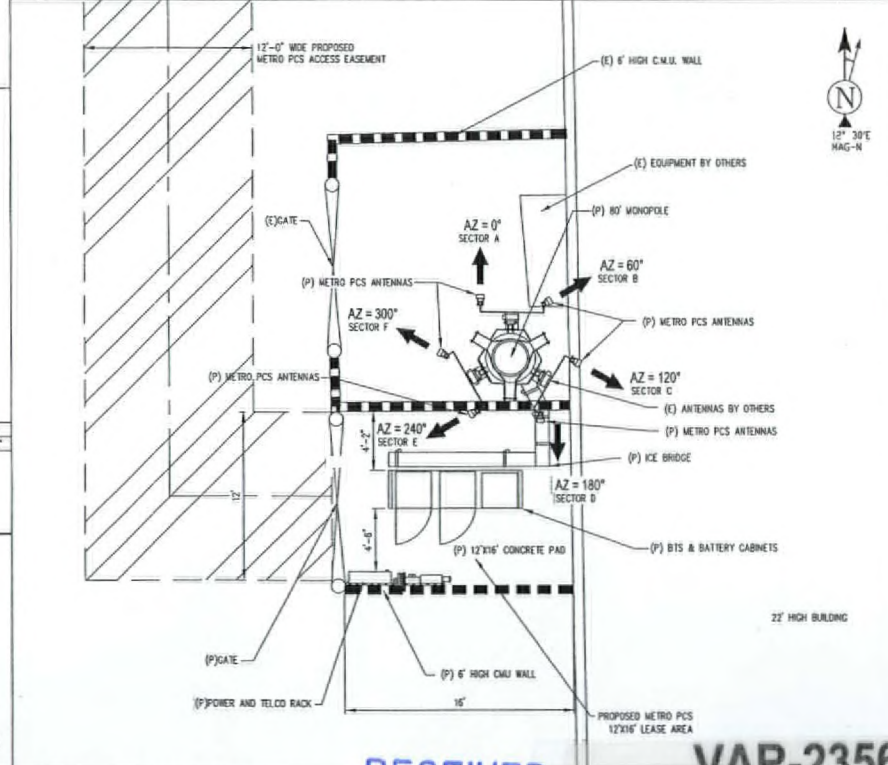 12'-0" WIDE PROPOSED
METRO PCS ACCESS EASEMENT
(E) 6' HIGH C.M.U. WALL
N
12° 30'E
MAG-N
(E) EQUIPMENT BY OTHERS
(P) 80' MONOPOLE
(E)GATE
AZ = 0°
SECTOR A
AZ = 60°
SECTOR B
(P) METRO PCS ANTENNAS
AZ = 300°
SECTOR F
(P) METRO PCS ANTENNAS
(P) METRO PCS ANTENNAS
AZ = 120°
SECTOR C
(E) ANTENNAS BY OTHERS
AZ = 240°
SECTOR E
(P) METRO PCS ANTENNAS
4'-2"
(P) ICE BRIDGE
AZ = 180°
SECTOR D
12'
4'-6"
(P) 12'X16' CONCRETE PAD
(P) BTS & BATTERY CABINETS
22' HIGH BUILDING
(P)GATE
(P) 6' HIGH CMU WALL
(P)POWER AND TELCO RACK
16'
PROPOSED METRO PCS
12'X16' LEASE AREA
RECEIVED
VAR-2356